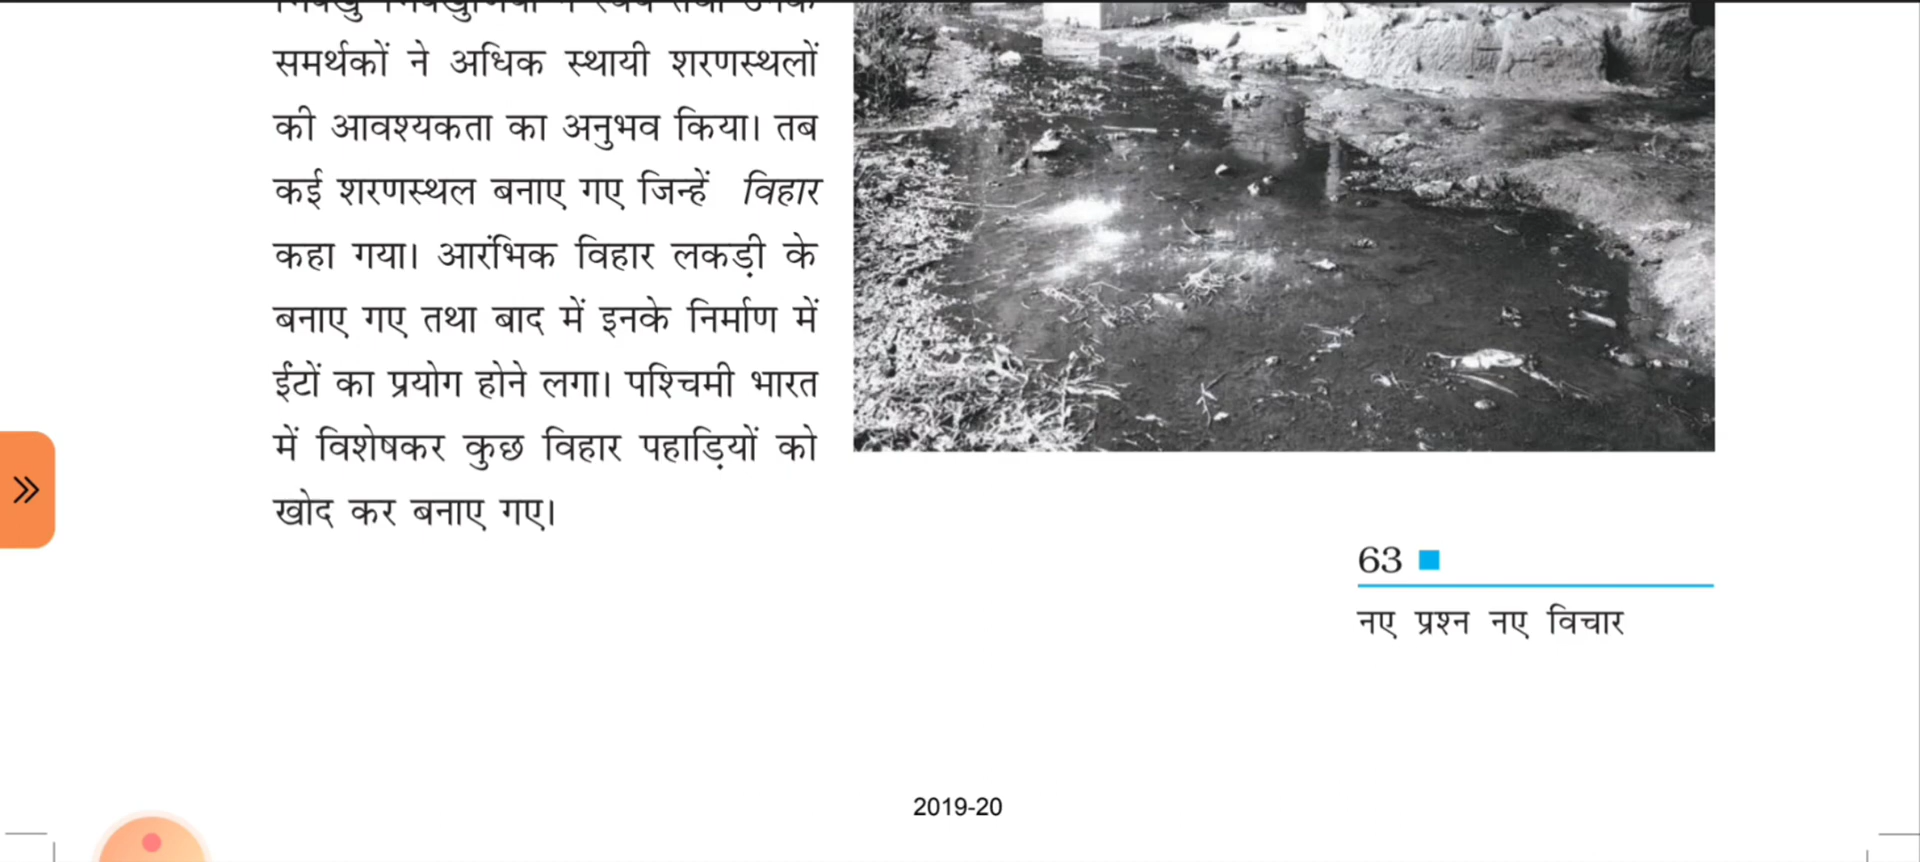 समर्थकों ने अधिक स्थायी शरणस्थलों
की आवश्यकता का अनुभव किया। तब
कई शरणस्थल बनाए गए जिन्हें विहार
कहा गया। आरंभिक विहार लकड़ी के
बनाए गए तथा बाद में इनके निर्माण में
ईंटों का प्रयोग होने लगा। पश्चिमी भारत
में विशेषकर कुछ विहार पहाड़ियों को
खोद कर बनाए गए।
63
नए प्रश्न नए विचार
2019-20